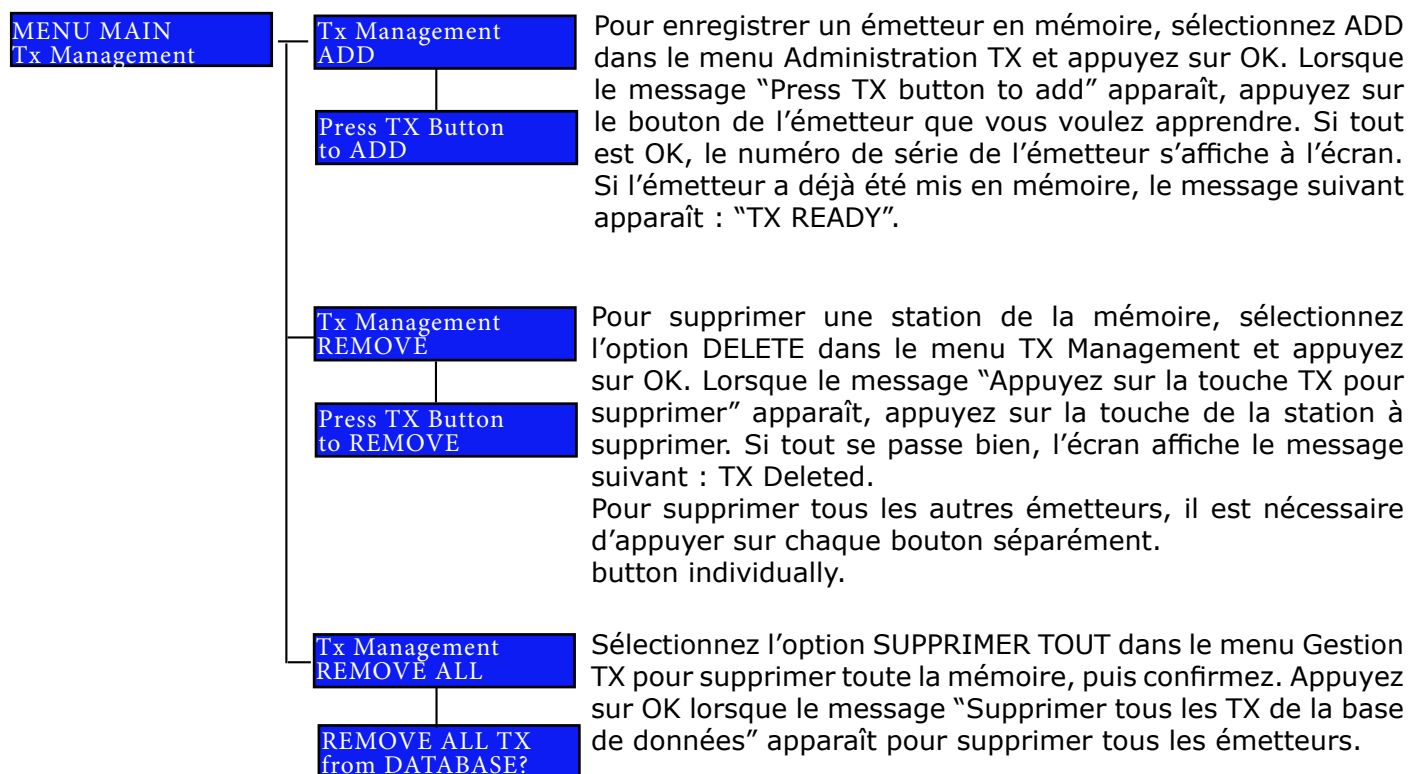 MENU MAIN
Tx Management
Tx Management
ADD
Press TX Button
to ADD
Pour enregistrer un émetteur en mémoire, sélectionnez ADD
dans le menu Administration TX et appuyez sur OK. Lorsque
le message “Press TX button to add” apparaît, appuyez sur
le bouton de l’émetteur que vous voulez apprendre. Si tout
est OK, le numéro de série de l’émetteur s’affiche à l’écran.
Si l’émetteur a déjà été mis en mémoire, le message suivant
apparaît : “TX READY”.
Tx Management
REMOVE
Press TX Button
to REMOVE
Pour supprimer une station de la mémoire, sélectionnez
l’option DELETE dans le menu TX Management et appuyez
sur OK. Lorsque le message “Appuyez sur la touche TX pour
supprimer” apparaît, appuyez sur la touche de la station à
supprimer. Si tout se passe bien, l’écran affiche le message
suivant : TX Deleted.
Pour supprimer tous les autres émetteurs, il est nécessaire
d’appuyer sur chaque bouton séparément.
button individually.
Tx Management
REMOVE ALL
REMOVE ALL TX
from DATABASE?
Sélectionnez l’option SUPPRIMER TOUT dans le menu Gestion
TX pour supprimer toute la mémoire, puis confirmez. Appuyez
sur OK lorsque le message “Supprimer tous les TX de la base
de données” apparaît pour supprimer tous les émetteurs.